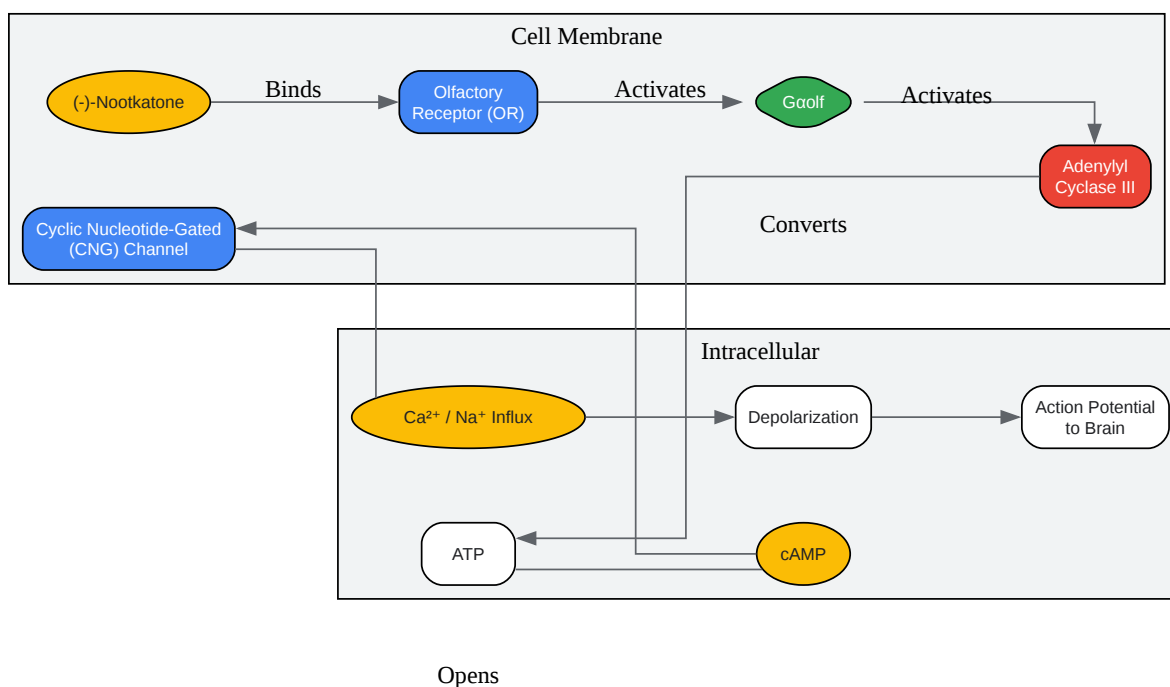 Cell Membrane
(-)-Nootkatone
Binds
Olfactory
Receptor (OR)
Activates
Gαolf
Activates
Adenylyl
Cyclase III
Cyclic Nucleotide-Gated
(CNG) Channel
Converts
Intracellular
Ca²⁺ / Na⁺ Influx
Depolarization
Action Potential
to Brain
ATP
cAMP
Opens